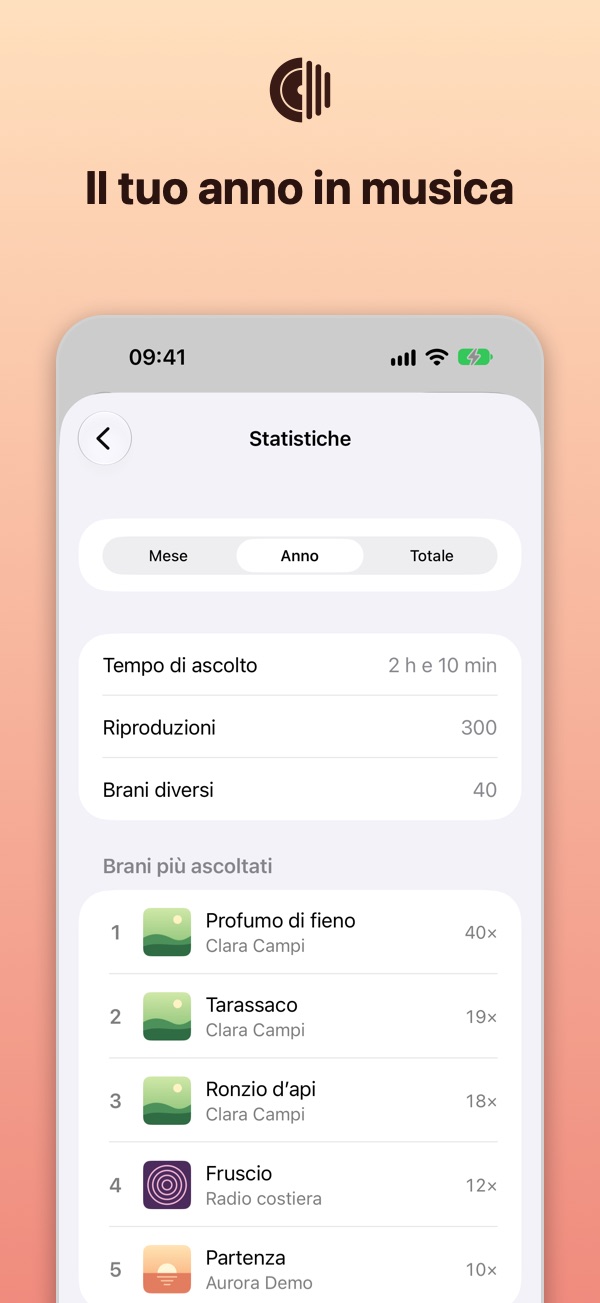 Il tuo anno in musica
09:41
Statistiche
Mese Anno Totale
Tempo di ascolto 2 h e 10 min
Riproduzioni 300
Brani diversi 40
Brani più ascoltati
1 Profumo di fieno 40×
Clara Campi
2 Tarassaco 19×
Clara Campi
3 Ronzio d’api 18×
Clara Campi
4 Fruscio 12×
Radio costiera
5 Partenza 10×
Aurora Demo